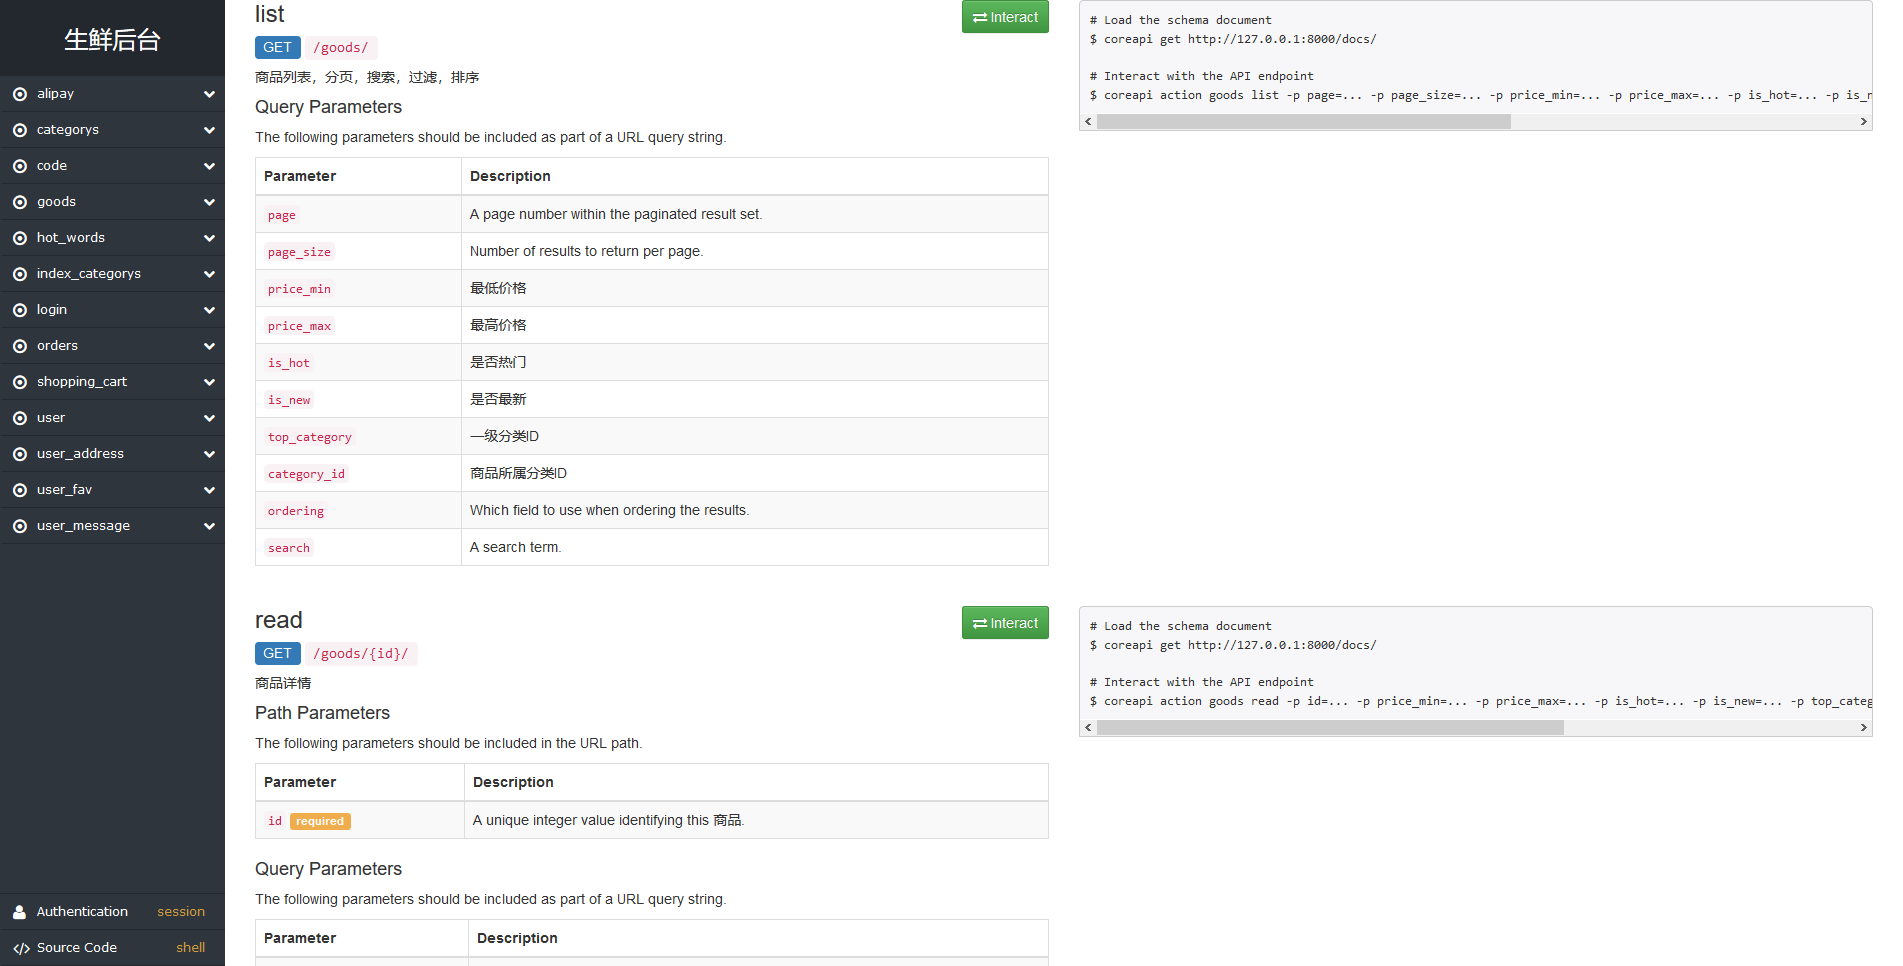 生鲜后台
alipay
categorys
code
goods
hot_words
index_categorys
login
orders
shopping_cart
user
user_address
user_fav
user_message
Authentication session
Source Code shell
list
Interact
GET /goods/
商品列表，分页，搜索，过滤，排序
Query Parameters
The following parameters should be included as part of a URL query string.
Parameter Description
page A page number within the paginated result set.
page_size Number of results to return per page.
price_min 最低价格
price_max 最高价格
is_hot 是否热门
is_new 是否最新
top_category 一级分类ID
category_id 商品所属分类ID
ordering Which field to use when ordering the results.
search A search term.
# Load the schema document
$ coreapi get http://127.0.0.1:8000/docs/
# Interact with the API endpoint
$ coreapi action goods list -p page=... -p page_size=... -p price_min=... -p price_max=... -p is_hot=... -p is_n
read
Interact
GET /goods/{id}/
商品详情
Path Parameters
The following parameters should be included in the URL path.
Parameter Description
id required A unique integer value identifying this 商品.
Query Parameters
The following parameters should be included as part of a URL query string.
Parameter Description
# Load the schema document
$ coreapi get http://127.0.0.1:8000/docs/
# Interact with the API endpoint
$ coreapi action goods read -p id=... -p price_min=... -p price_max=... -p is_hot=... -p is_new=... -p top_categ